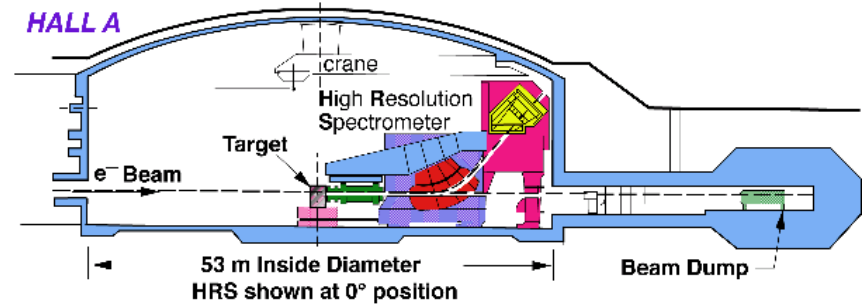 HALL A
crane
High Resolution
Spectrometer
Target
e⁻ Beam
53 m Inside Diameter
HRS shown at 0° position
Beam Dump